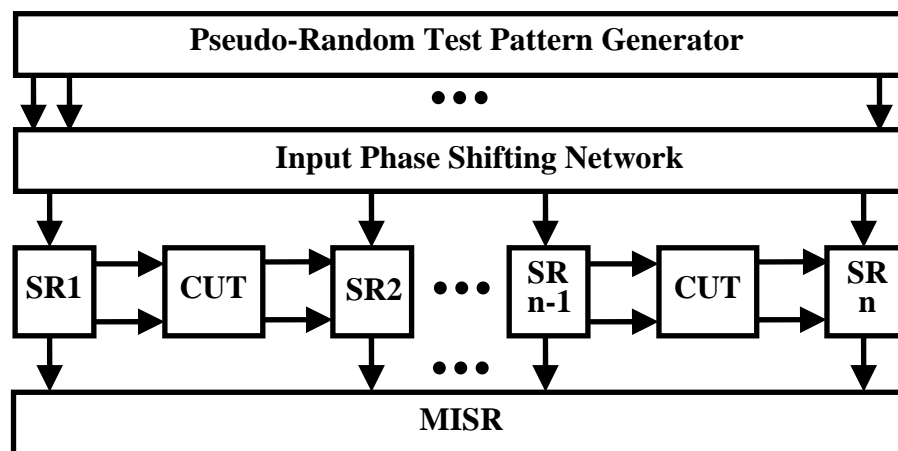 Pseudo-Random Test Pattern Generator
Input Phase Shifting Network
SR1
CUT
SR2
SR
n-1
CUT
SR
n
MISR